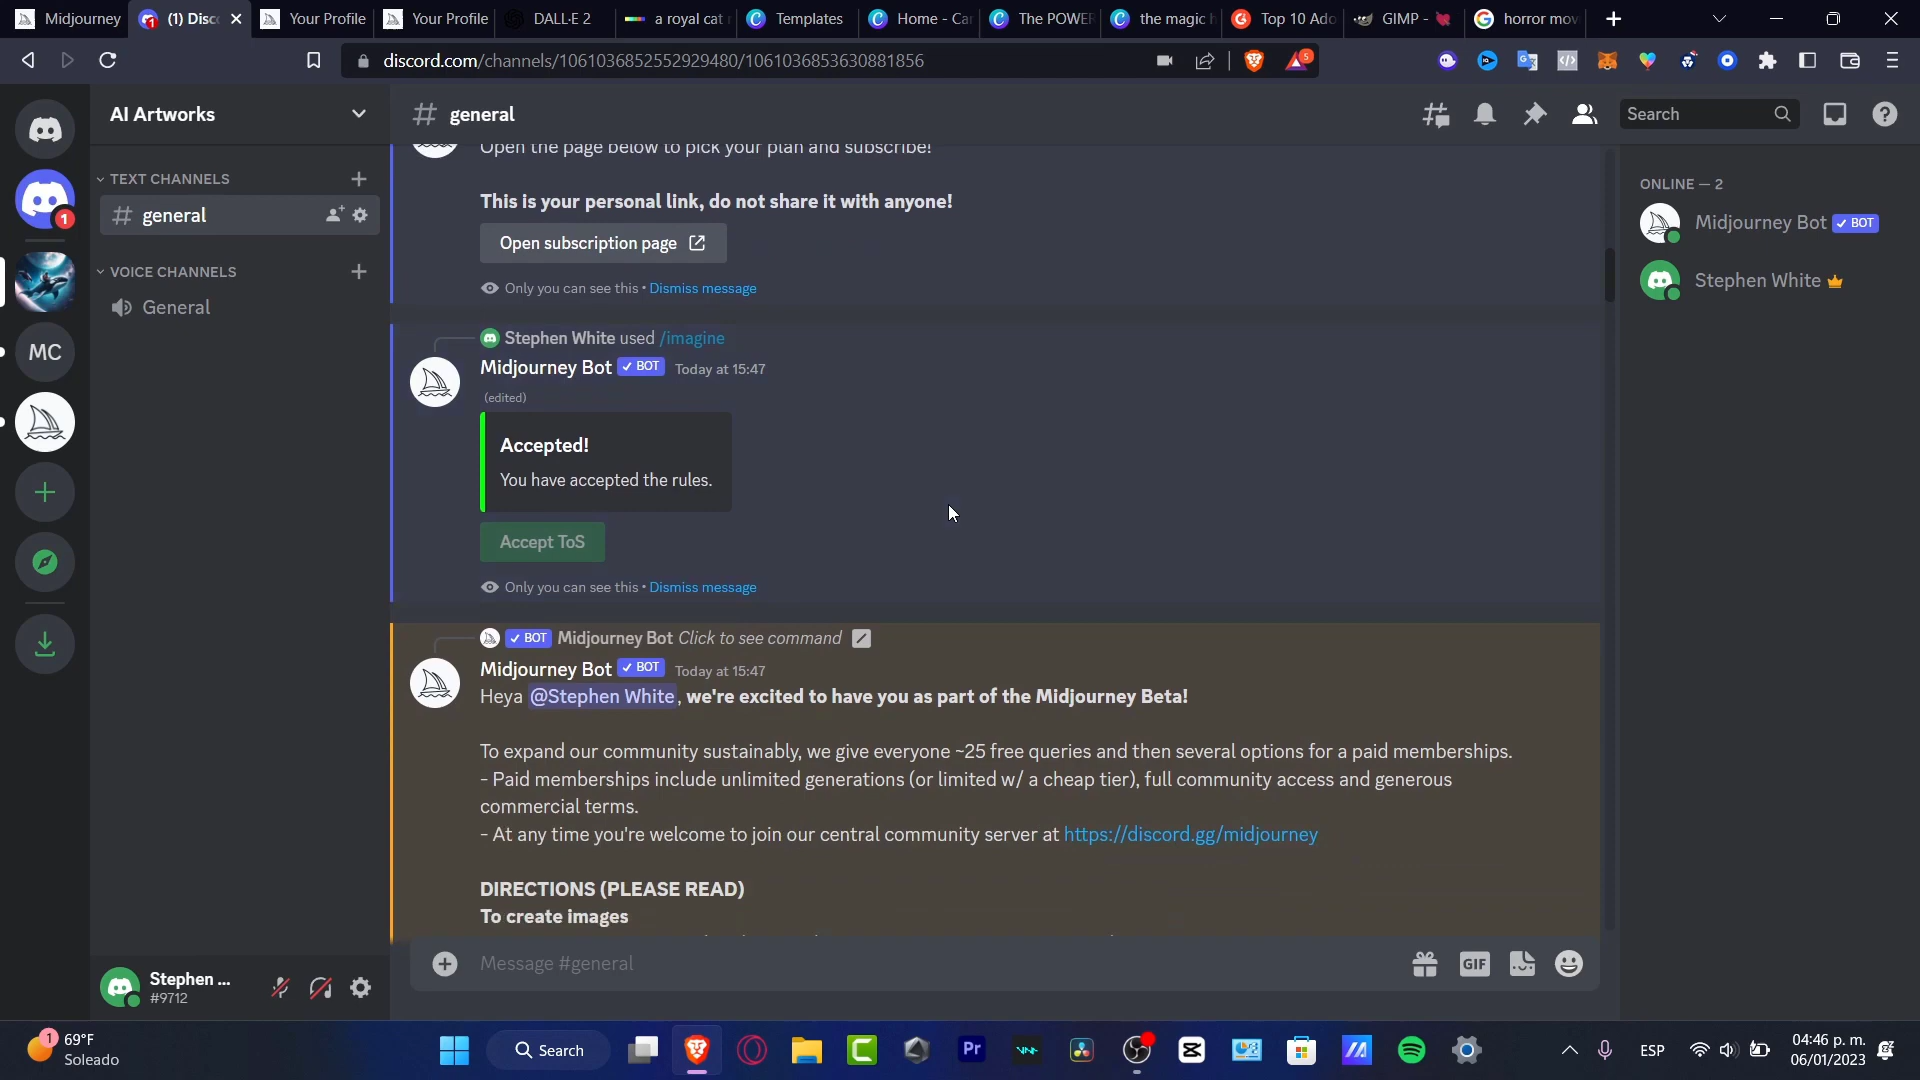 Midjourney
(1) Disc
Your Profile
Your Profile
DALL·E 2
a royal cat
Templates
Home - Ca
The POWE
the magic h
Top 10 Ado
GIMP -
horror mov
discord.com/channels/1061036852552929480/1061036853630881856
5
AI Artworks
# general
Search
TEXT CHANNELS
# general
VOICE CHANNELS
General
1
MC
Open the page below to pick your plan and subscribe!
This is your personal link, do not share it with anyone!
Open subscription page
Only you can see this • Dismiss message
Stephen White used /imagine
Midjourney Bot ✓ BOT Today at 15:47
(edited)
Accepted!
You have accepted the rules.
Accept ToS
Only you can see this • Dismiss message
✓ BOT Midjourney Bot Click to see command
Midjourney Bot ✓ BOT Today at 15:47
Heya @Stephen White, we're excited to have you as part of the Midjourney Beta!
To expand our community sustainably, we give everyone ~25 free queries and then several options for a paid memberships.
- Paid memberships include unlimited generations (or limited w/ a cheap tier), full community access and generous
commercial terms.
- At any time you're welcome to join our central community server at https://discord.gg/midjourney
DIRECTIONS (PLEASE READ)
To create images
Message #general
GIF
ONLINE — 2
Midjourney Bot ✓ BOT
Stephen White
Stephen ...
#9712
1
69°F
Soleado
Search
Pr
ESP
04:46 p. m.
06/01/2023